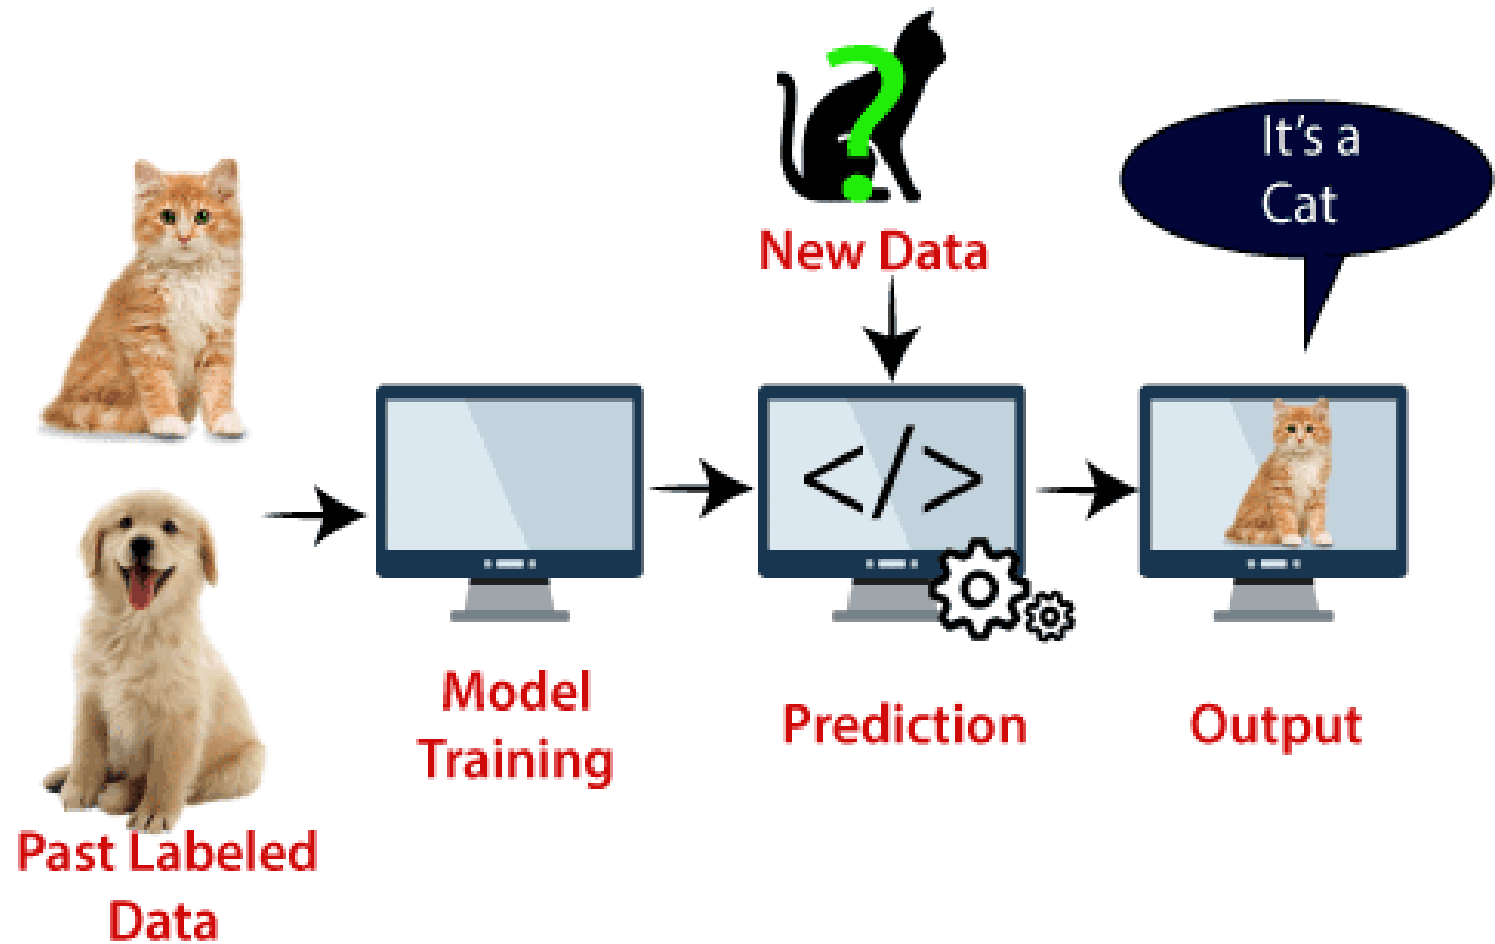 New Data
It's a
Cat
</>
Model
Training
Prediction
Output
Past Labeled
Data
?